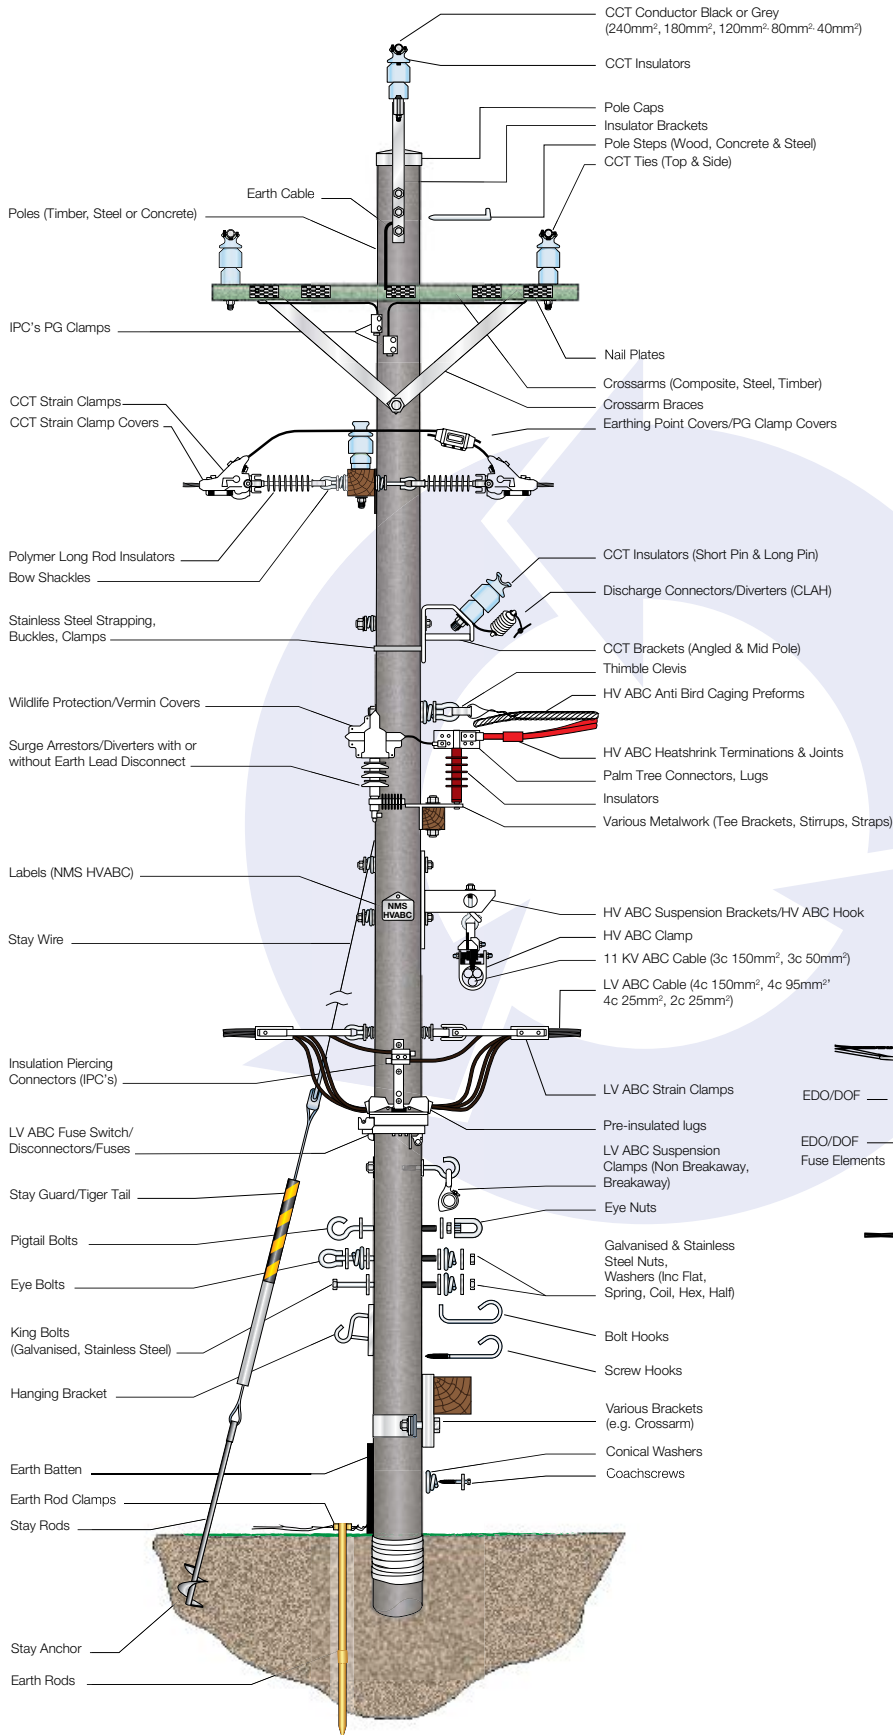 CCT Conductor Black or Grey
(240mm², 180mm², 120mm², 80mm², 40mm²)
CCT Insulators
Pole Caps
Insulator Brackets
Pole Steps (Wood, Concrete & Steel)
CCT Ties (Top & Side)
Earth Cable
Poles (Timber, Steel or Concrete)
IPC's PG Clamps
Nail Plates
Crossarms (Composite, Steel, Timber)
Crossarm Braces
Earthing Point Covers/PG Clamp Covers
CCT Strain Clamps
CCT Strain Clamp Covers
Polymer Long Rod Insulators
Bow Shackles
CCT Insulators (Short Pin & Long Pin)
Discharge Connectors/Diverters (CLAH)
Stainless Steel Strapping,
Buckles, Clamps
CCT Brackets (Angled & Mid Pole)
Thimble Clevis
HV ABC Anti Bird Caging Preforms
Wildlife Protection/Vermin Covers
Surge Arrestors/Diverters with or
without Earth Lead Disconnect
HV ABC Heatshrink Terminations & Joints
Palm Tree Connectors, Lugs
Insulators
Various Metalwork (Tee Brackets, Stirrups, Straps)
Labels (NMS HVABC)
NMS
HVABC
HV ABC Suspension Brackets/HV ABC Hook
HV ABC Clamp
11 KV ABC Cable (3c 150mm², 3c 50mm²)
Stay Wire
LV ABC Cable (4c 150mm², 4c 95mm²'
4c 25mm², 2c 25mm²)
Insulation Piercing
Connectors (IPC's)
LV ABC Strain Clamps
EDO/DOF
Pre-insulated lugs
LV ABC Fuse Switch/
Disconnectors/Fuses
EDO/DOF
Fuse Elements
LV ABC Suspension
Clamps (Non Breakaway,
Breakaway)
Stay Guard/Tiger Tail
Eye Nuts
Pigtail Bolts
Galvanised & Stainless
Steel Nuts,
Washers (Inc Flat,
Spring, Coil, Hex, Half)
Eye Bolts
King Bolts
(Galvanised, Stainless Steel)
Bolt Hooks
Screw Hooks
Hanging Bracket
Various Brackets
(e.g. Crossarm)
Conical Washers
Coachscrews
Earth Batten
Earth Rod Clamps
Stay Rods
Stay Anchor
Earth Rods